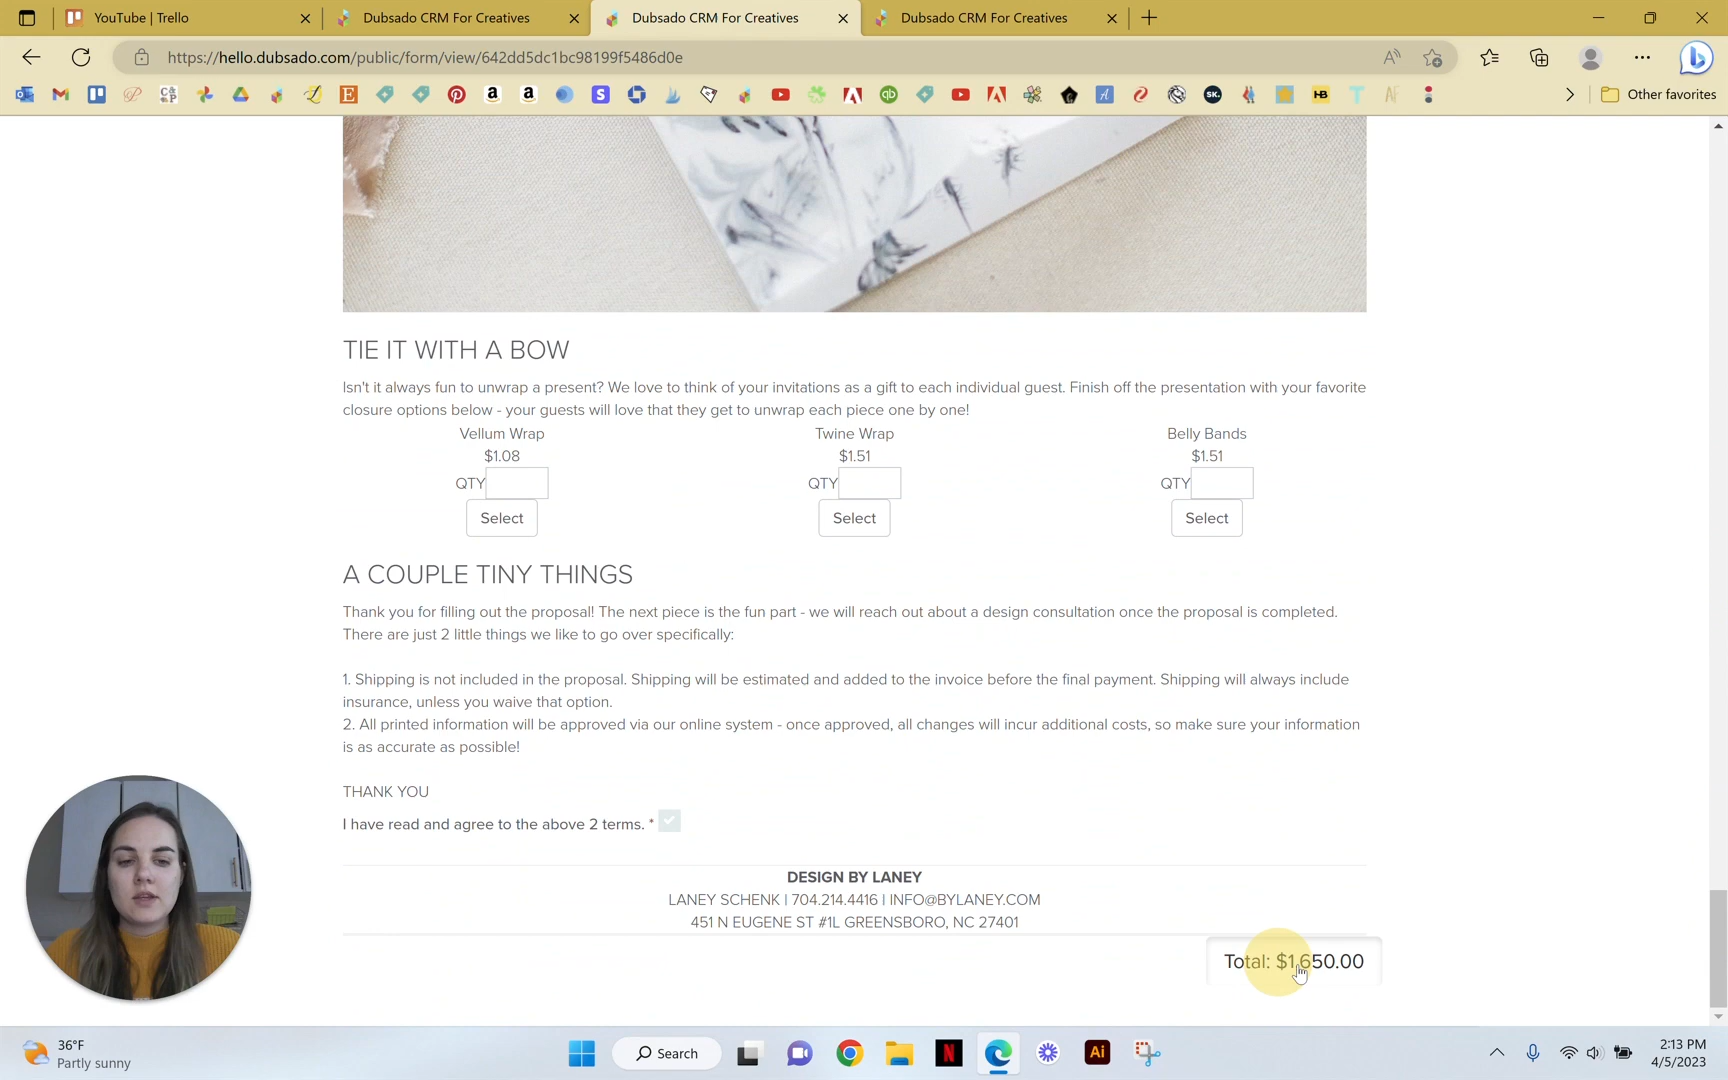 YouTube | Trello
Dubsado CRM For Creatives
Dubsado CRM For Creatives
Dubsado CRM For Creatives
https://hello.dubsado.com/public/form/view/642dd5dc1bc98199f5486d0e
Other favorites
TIE IT WITH A BOW
Isn't it always fun to unwrap a present? We love to think of your invitations as a gift to each individual guest. Finish off the presentation with your favorite
closure options below - your guests will love that they get to unwrap each piece one by one!
Vellum Wrap
$1.08
QTY
Select
Twine Wrap
$1.51
QTY
Select
Belly Bands
$1.51
QTY
Select
A COUPLE TINY THINGS
Thank you for filling out the proposal! The next piece is the fun part - we will reach out about a design consultation once the proposal is completed.
There are just 2 little things we like to go over specifically:
1. Shipping is not included in the proposal. Shipping will be estimated and added to the invoice before the final payment. Shipping will always include
insurance, unless you waive that option.
2. All printed information will be approved via our online system - once approved, all changes will incur additional costs, so make sure your information
is as accurate as possible!
THANK YOU
I have read and agree to the above 2 terms. *
DESIGN BY LANEY
LANEY SCHENK | 704.214.4416 | INFO@BYLANEY.COM
451 N EUGENE ST #1L GREENSBORO, NC 27401
Total: $1,650.00
36°F
Partly sunny
Search
2:13 PM
4/5/2023